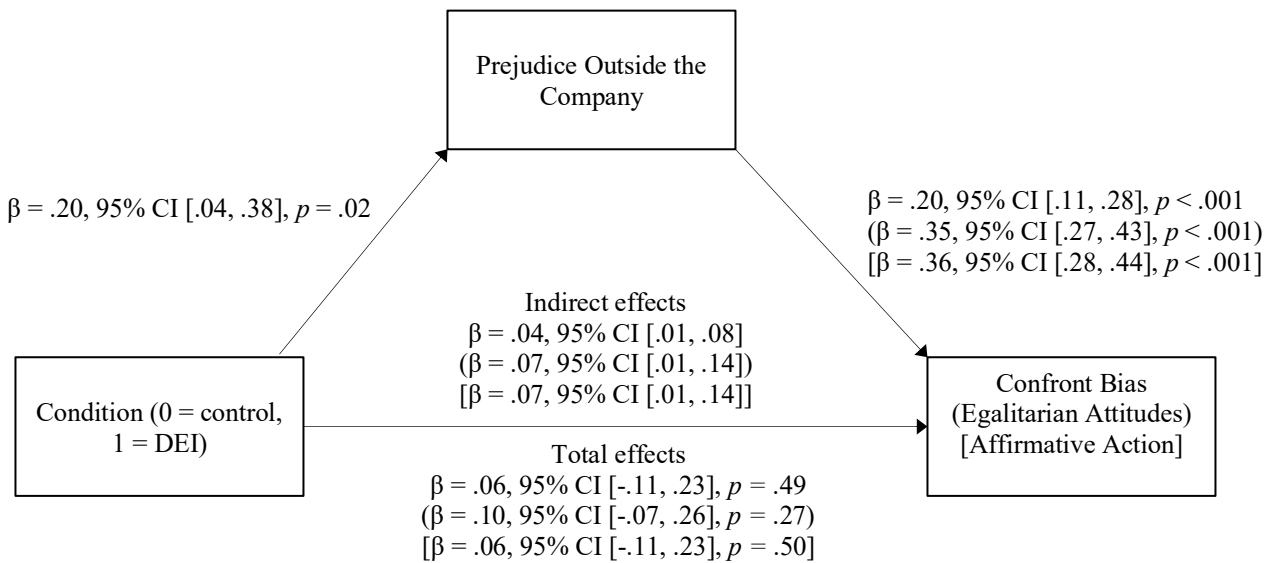 Prejudice Outside the
Company
β = .20, 95% CI [.04, .38], p = .02
β = .20, 95% CI [.11, .28], p < .001
(β = .35, 95% CI [.27, .43], p < .001)
[β = .36, 95% CI [.28, .44], p < .001]
Indirect effects
β = .04, 95% CI [.01, .08]
(β = .07, 95% CI [.01, .14])
[β = .07, 95% CI [.01, .14]]
Condition (0 = control,
1 = DEI)
Confront Bias
(Egalitarian Attitudes)
[Affirmative Action]
Total effects
β = .06, 95% CI [-.11, .23], p = .49
(β = .10, 95% CI [-.07, .26], p = .27)
[β = .06, 95% CI [-.11, .23], p = .50]